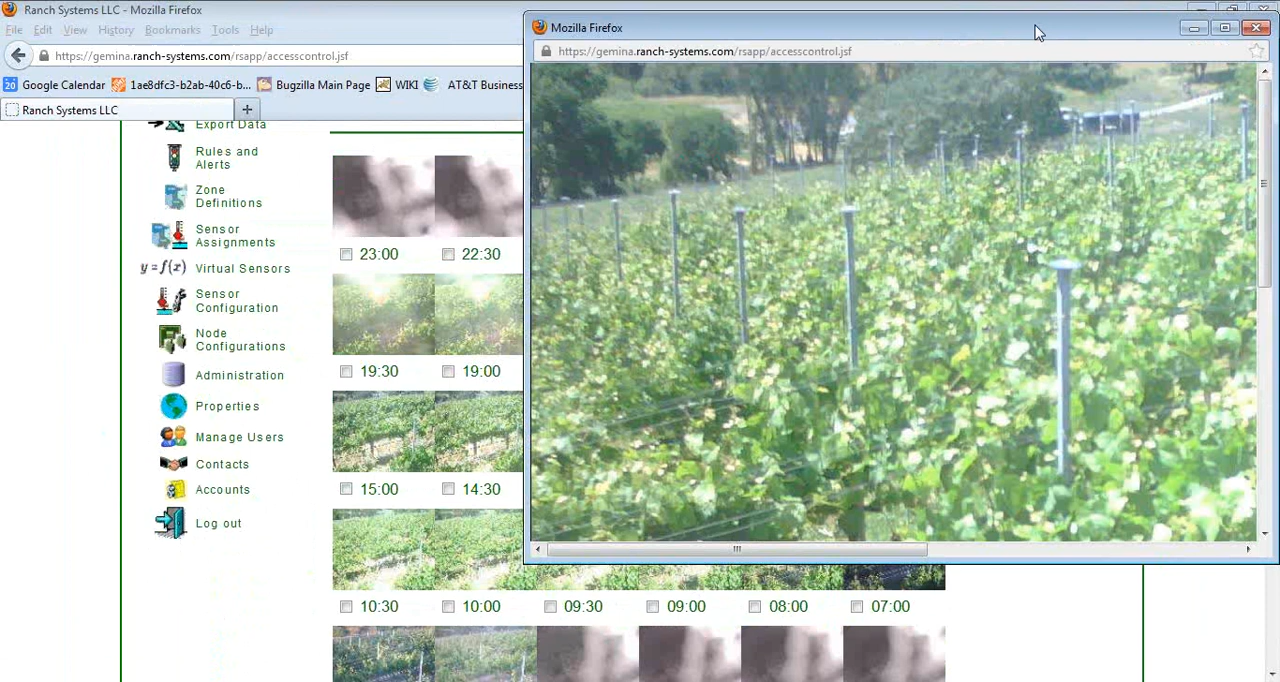 Ranch Systems LLC - Mozilla Firefox
File Edit View History Bookmarks Tools Help
https://gemina.ranch-systems.com/rsapp/accesscontrol.jsf
20 Google Calendar 1ae8dfc3-b2ab-40c6-b... Bugzilla Main Page WIKI AT&T Business
Ranch Systems LLC +
Mozilla Firefox
https://gemina.ranch-systems.com/rsapp/accesscontrol.jsf
Export Data
Rules and
Alerts
Zone
Definitions
Sensor
Assignments
y=f(x) Virtual Sensors
Sensor
Configuration
Node
Configurations
Administration
Properties
Manage Users
Contacts
Accounts
Log out
23:00 22:30
19:30 19:00
15:00 14:30
10:30 10:00 09:30 09:00 08:00 07:00